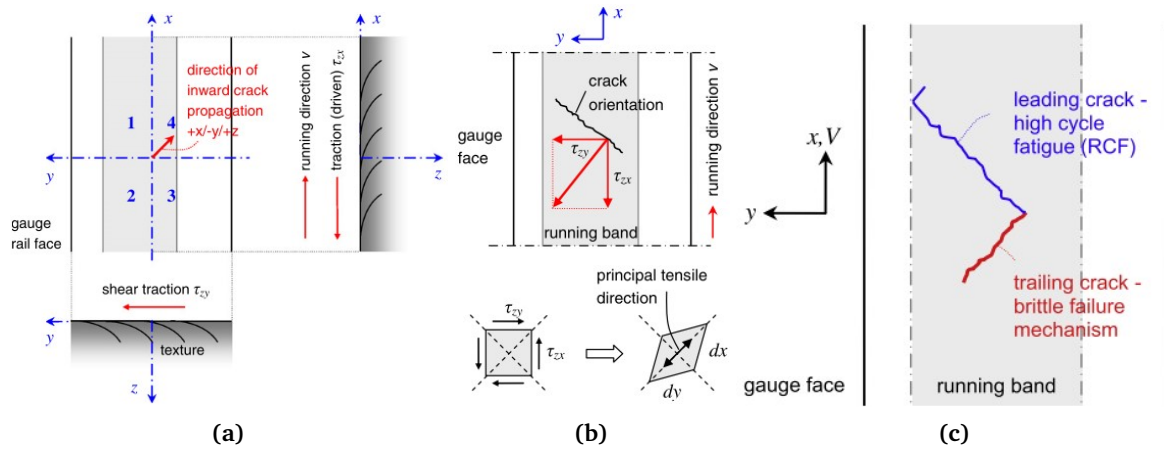 x
direction of
inward crack
propagation
+x/-y/+z
1
4
2
3
y
gauge
rail face
running direction v
traction (driven) τzx
x
z
shear traction τzy
y
texture
z
(a)
x
y
crack
orientation
gauge
face
τzy
τzx
running band
running direction v
principal tensile
direction
τzy
τzx
dx
dy
(b)
x,V
y
leading crack -
high cycle
fatigue (RCF)
trailing crack -
brittle failure
mechanism
gauge face
running band
(c)